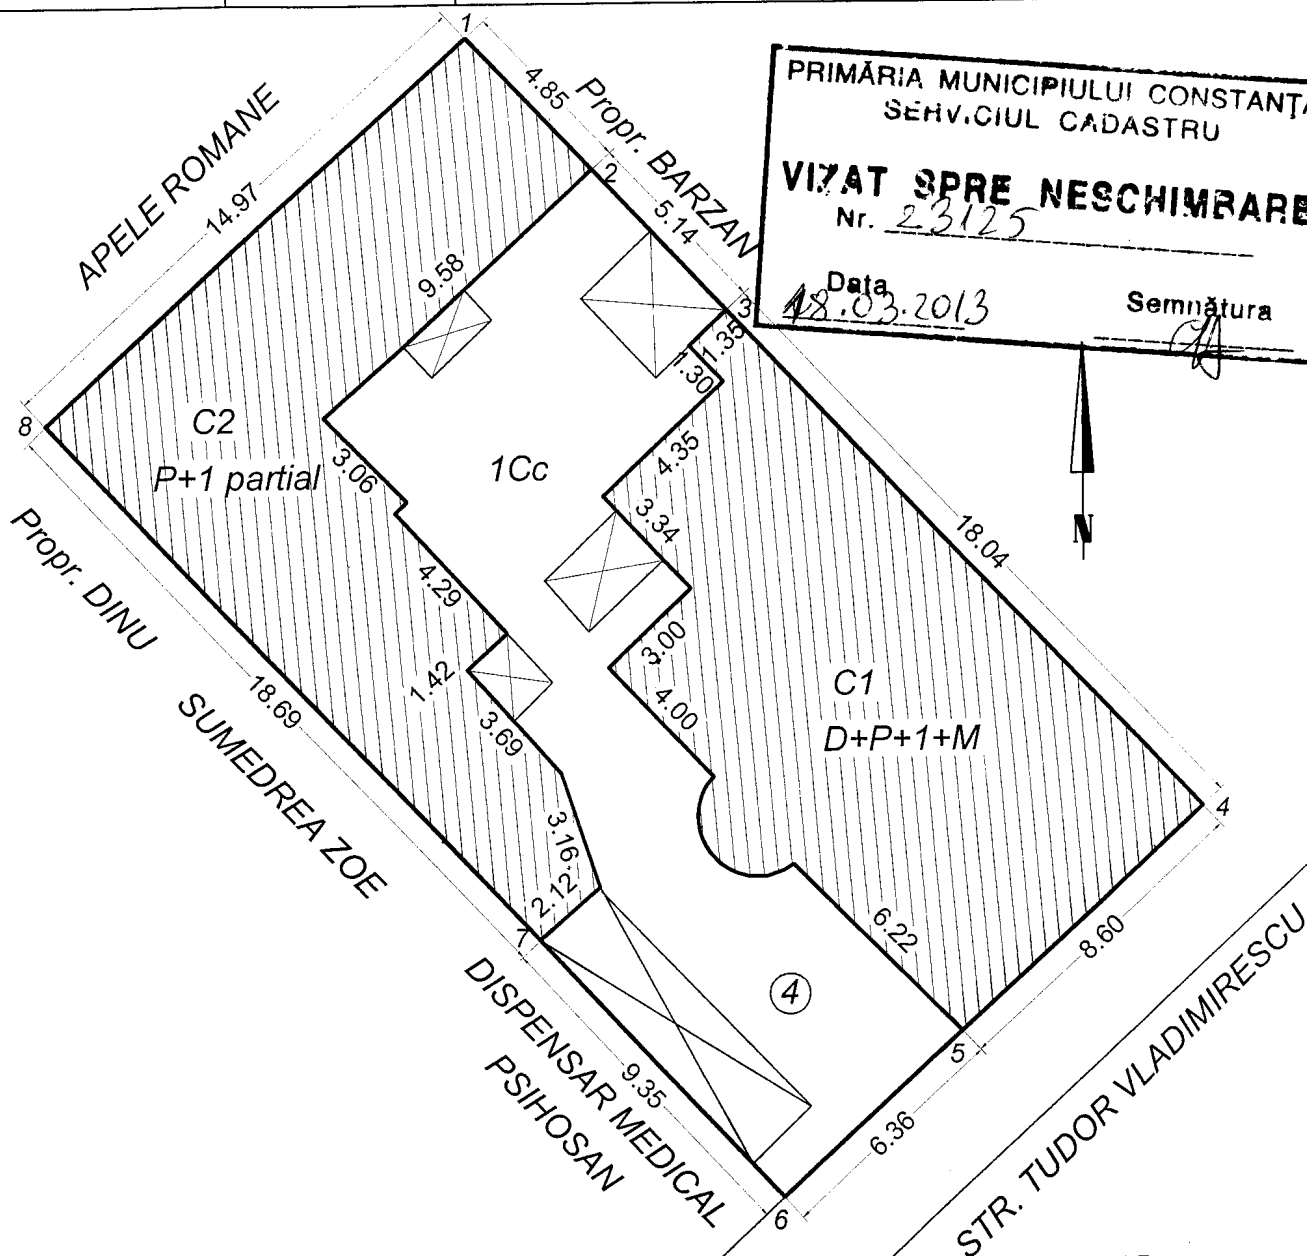 1
4.85
Propr. BARZAN
APELE ROMANE
14.97
2
5.14
PRIMĂRIA MUNICIPIULUI CONSTANȚA
SERVICIUL CADASTRU
VIZAT SPRE NESCHIMBARE
Nr. 23125
Data
18.03.2013
Semnătura
9.58
3
1.35
1.30
8
C2
P+1 partial
3.06
1Cc
4.35
3.34
18.04
N
Propr. DINU
4.29
3.00
1.42
4.00
C1
D+P+1+M
18.69
3.69
SUMEDREA ZOE
3.16
4
2.12
7
6.22
8.60
DISPENSAR MEDICAL
PSIHOSAN
4
9.35
5
6.36
6
STR. TUDOR VLADIMIRESCU